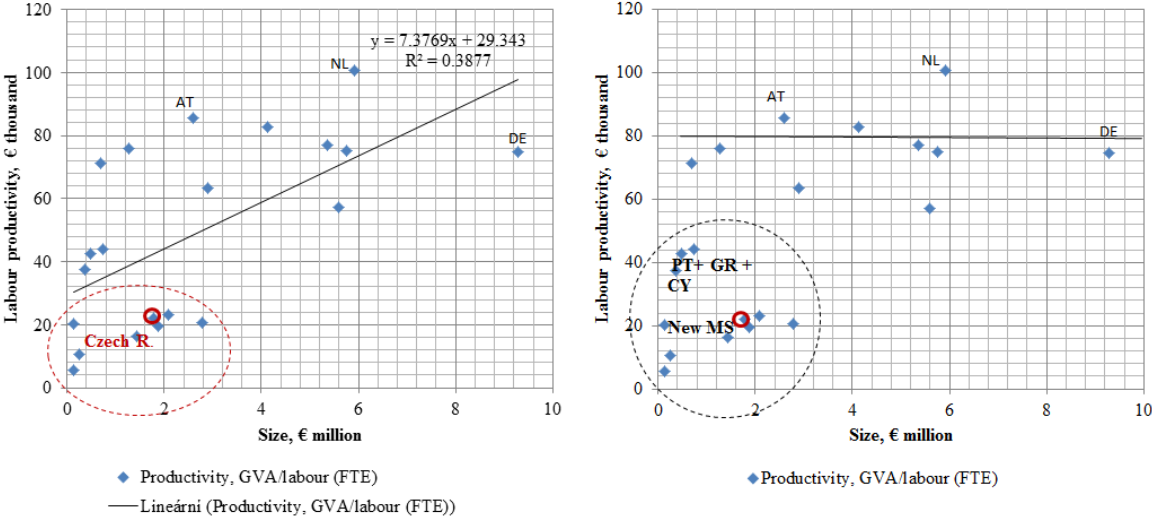 Labour productivity, € thousand
120
100
80
60
40
20
0
y = 7.3769x + 29.343
R² = 0.3877
NL
AT
DE
Czech R.
0 2 4 6 8 10
Size, € million
Productivity, GVA/labour (FTE)
Lineární (Productivity, GVA/labour (FTE))
Labour productivity, € thousand
120
100
80
60
40
20
0
NL
AT
DE
PT+ GR +
CY
New MS
0 2 4 6 8 10
Size, € million
Productivity, GVA/labour (FTE)